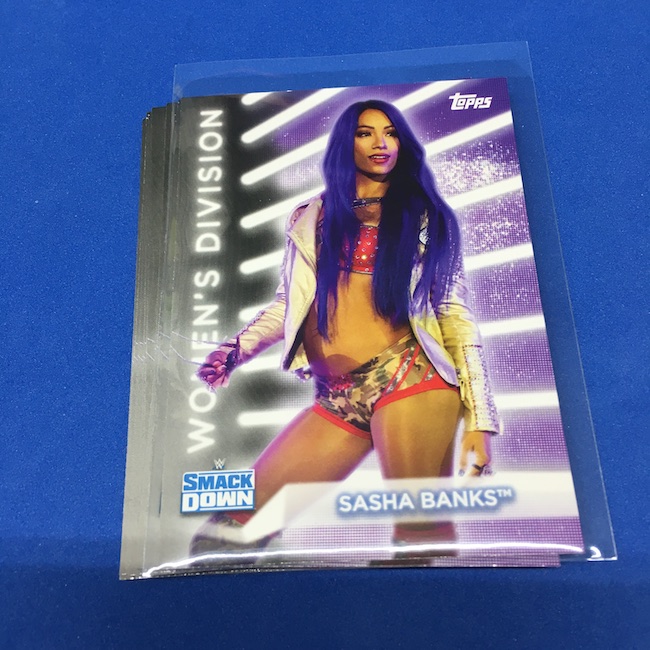 topps
WOMEN'S DIVISION
W
SMACK
DOWN
SASHA BANKS™